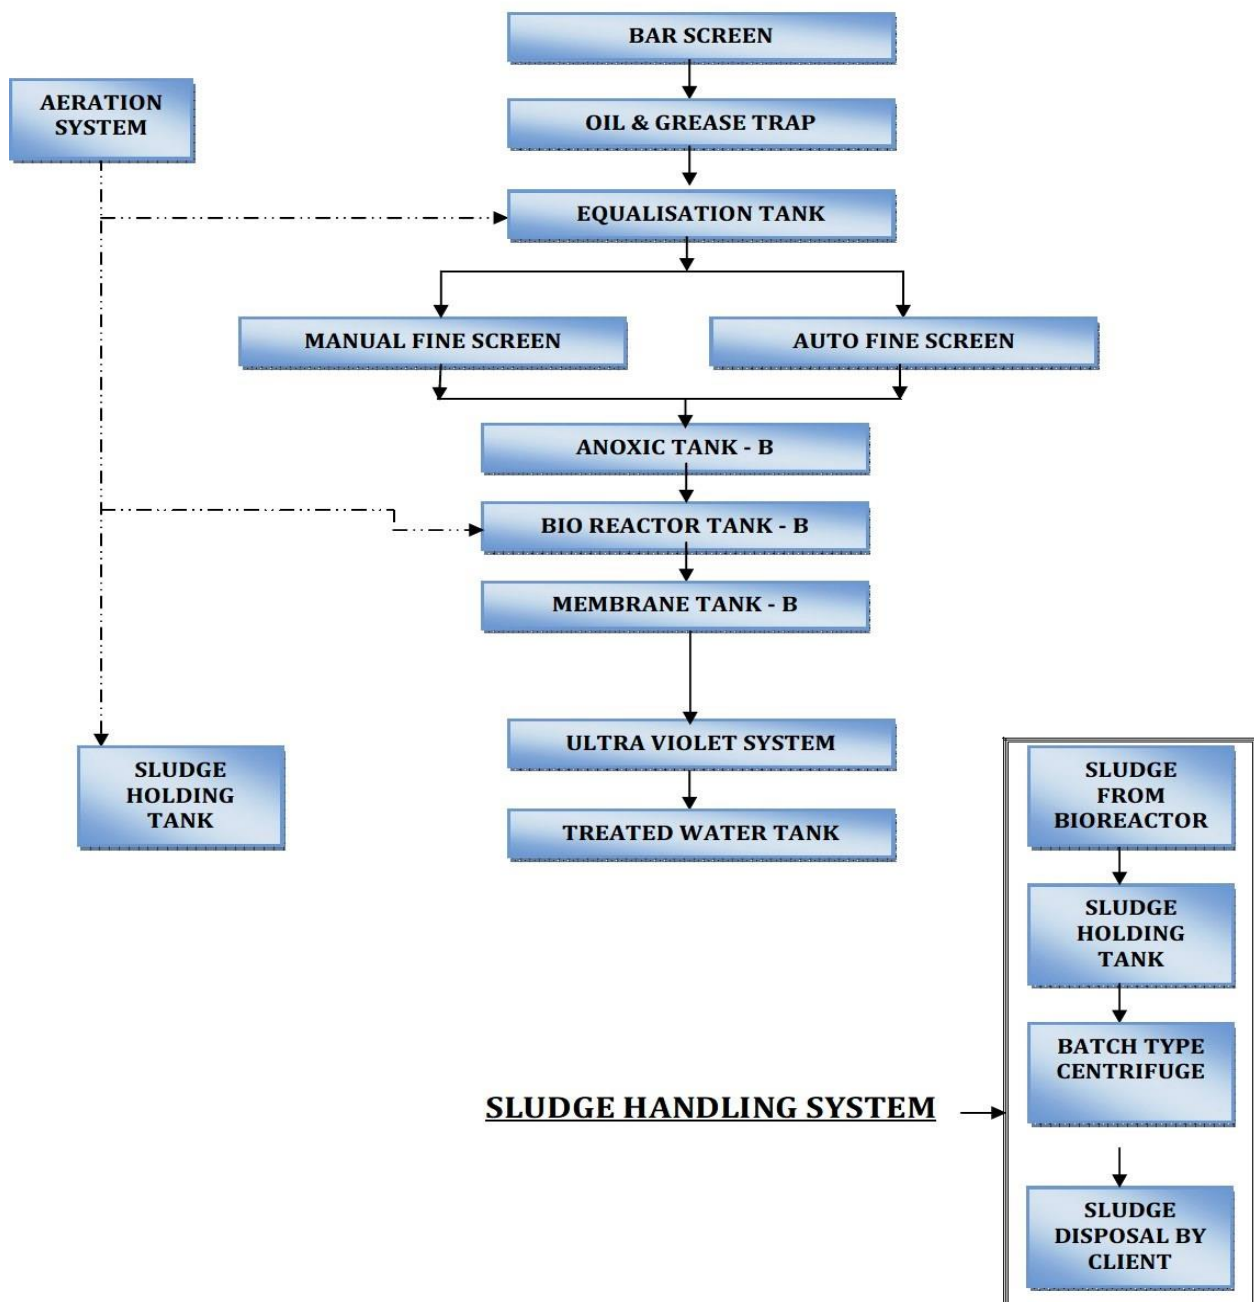 BAR SCREEN
AERATION
SYSTEM
OIL & GREASE TRAP
EQUALISATION TANK
MANUAL FINE SCREEN
AUTO FINE SCREEN
ANOXIC TANK - B
BIO REACTOR TANK - B
MEMBRANE TANK - B
ULTRA VIOLET SYSTEM
TREATED WATER TANK
SLUDGE
HOLDING
TANK
SLUDGE
FROM
BIOREACTOR
SLUDGE
HOLDING
TANK
BATCH TYPE
CENTRIFUGE
SLUDGE HANDLING SYSTEM
SLUDGE
DISPOSAL BY
CLIENT